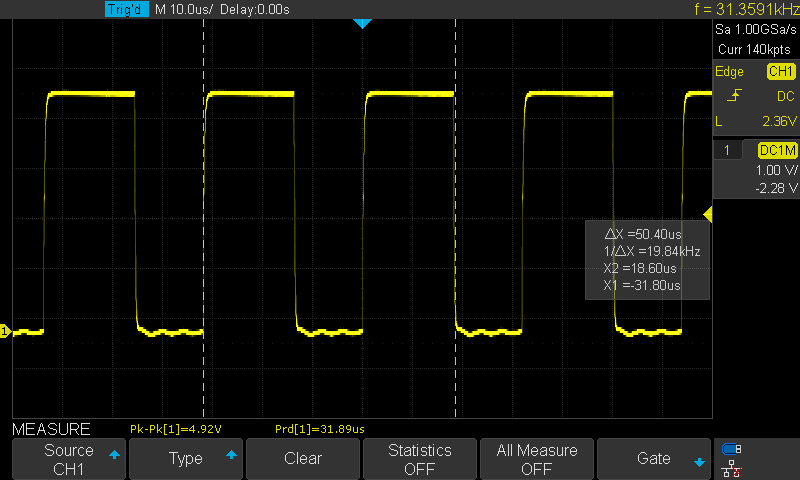 Trig'd M 10.0us/ Delay:0.00s f = 31.3591kHz
Sa 1.00GSa/s
Curr 140kpts
Edge CH1
DC
L 2.36V
1 DC1M
1.00 V/
-2.28 V
△X =50.40us
1/△X =19.84kHz
X2 =18.60us
X1 =-31.80us
1
MEASURE Pk-Pk[1]=4.92V Prd[1]=31.89us
Source
CH1
Type
Clear
Statistics
OFF
All Measure
OFF
Gate